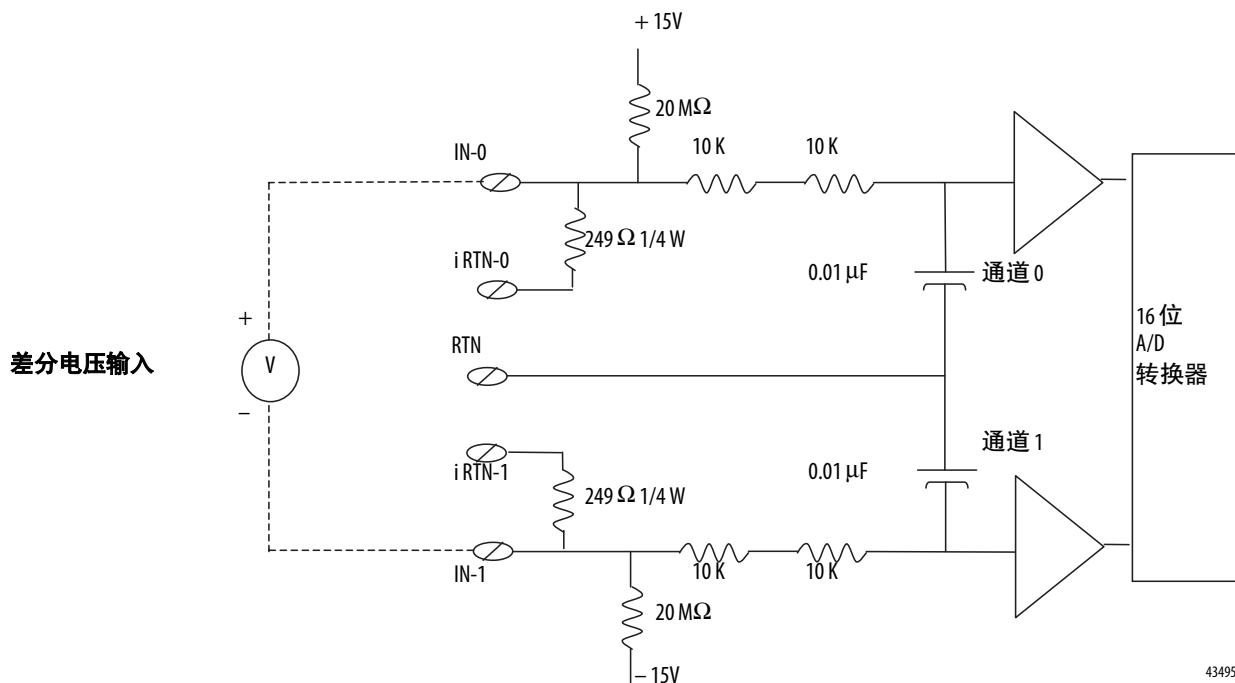 + 15V
20 MΩ
10 K
10 K
IN-0
249 Ω 1/4 W
i RTN-0
0.01 μF
通道 0
+
16 位
A/D
转换器
差分电压输入
V
RTN
–
通道 1
i RTN-1
0.01 μF
249 Ω 1/4 W
IN-1
10 K
10 K
20 MΩ
– 15V
43495